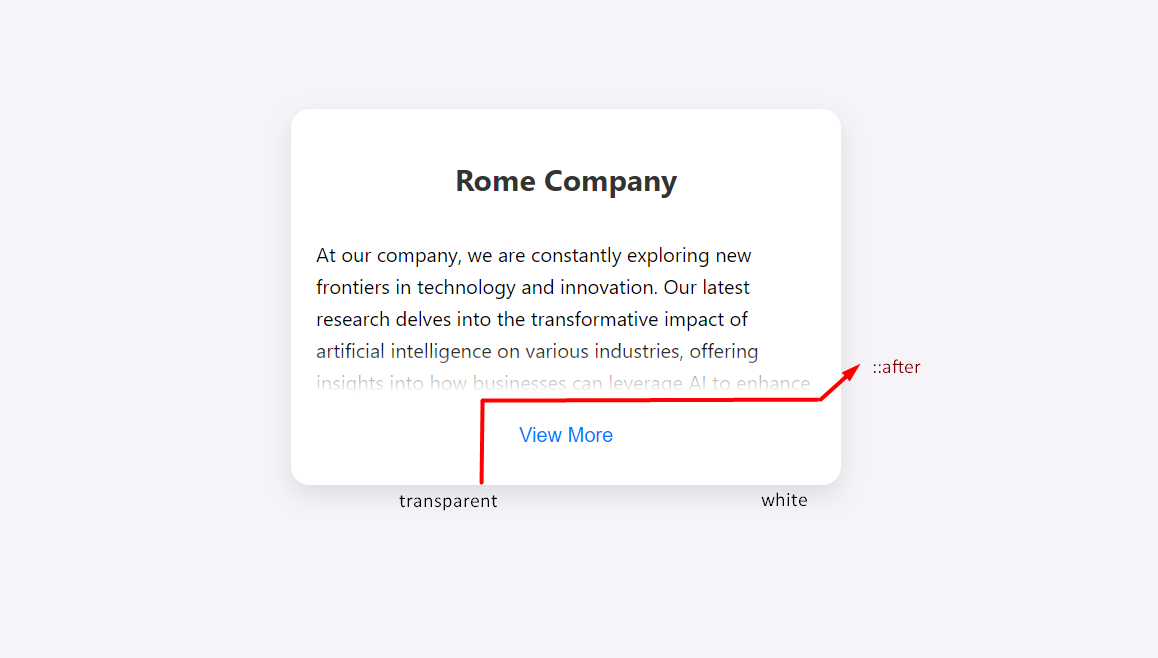 Rome Company
At our company, we are constantly exploring new
frontiers in technology and innovation. Our latest
research delves into the transformative impact of
artificial intelligence on various industries, offering
insights into how businesses can leverage AI to enhance
::after
View More
transparent
white